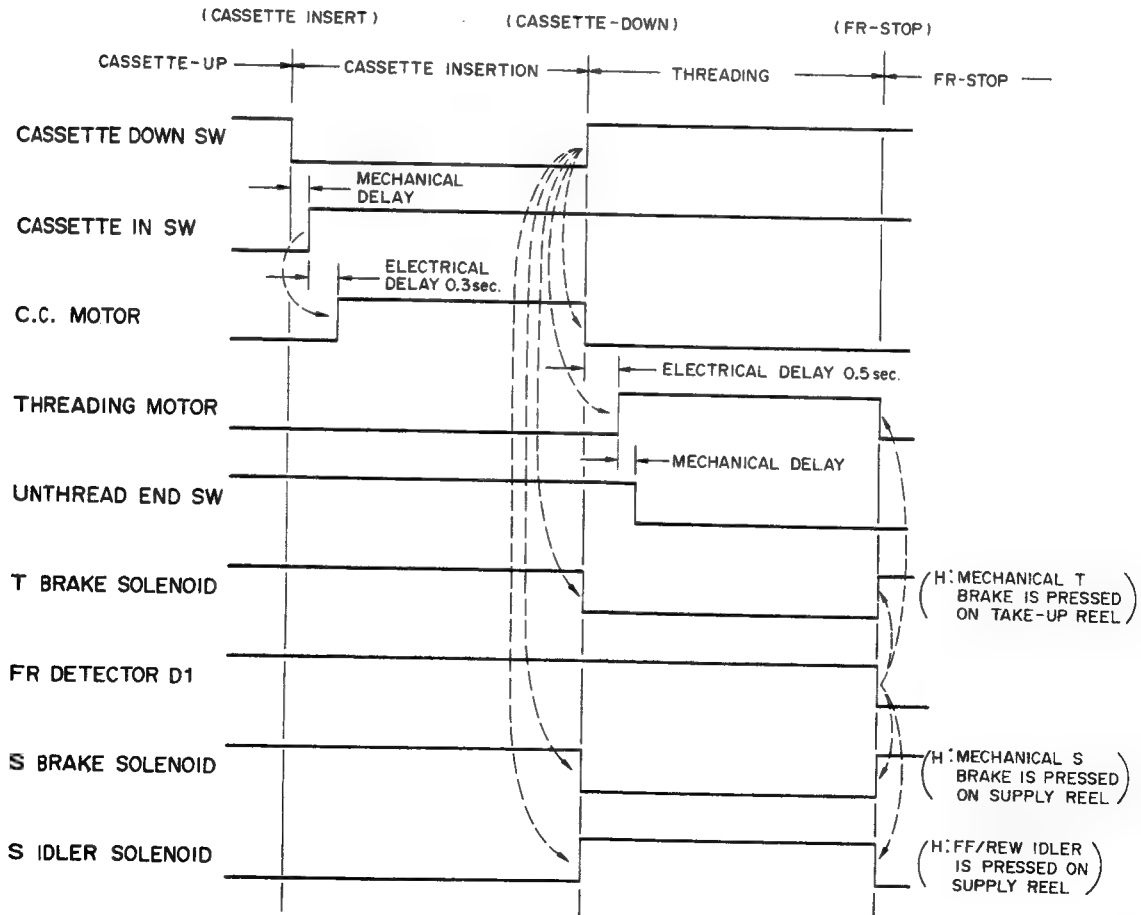 (CASSETTE INSERT)
(CASSETTE-DOWN)
(FR-STOP)
CASSETTE-UP
CASSETTE INSERTION
THREADING
FR-STOP
CASSETTE DOWN SW
MECHANICAL
DELAY
CASSETTE IN SW
ELECTRICAL
DELAY 0.3sec.
C.C. MOTOR
ELECTRICAL DELAY 0.5sec.
THREADING MOTOR
MECHANICAL DELAY
UNTHREAD END SW
T BRAKE SOLENOID
(H:MECHANICAL T
BRAKE IS PRESSED
ON TAKE-UP REEL)
FR DETECTOR D1
S BRAKE SOLENOID
(H:MECHANICAL S
BRAKE IS PRESSED
ON SUPPLY REEL)
S IDLER SOLENOID
(H:FF/REW IDLER
IS PRESSED ON
SUPPLY REEL)